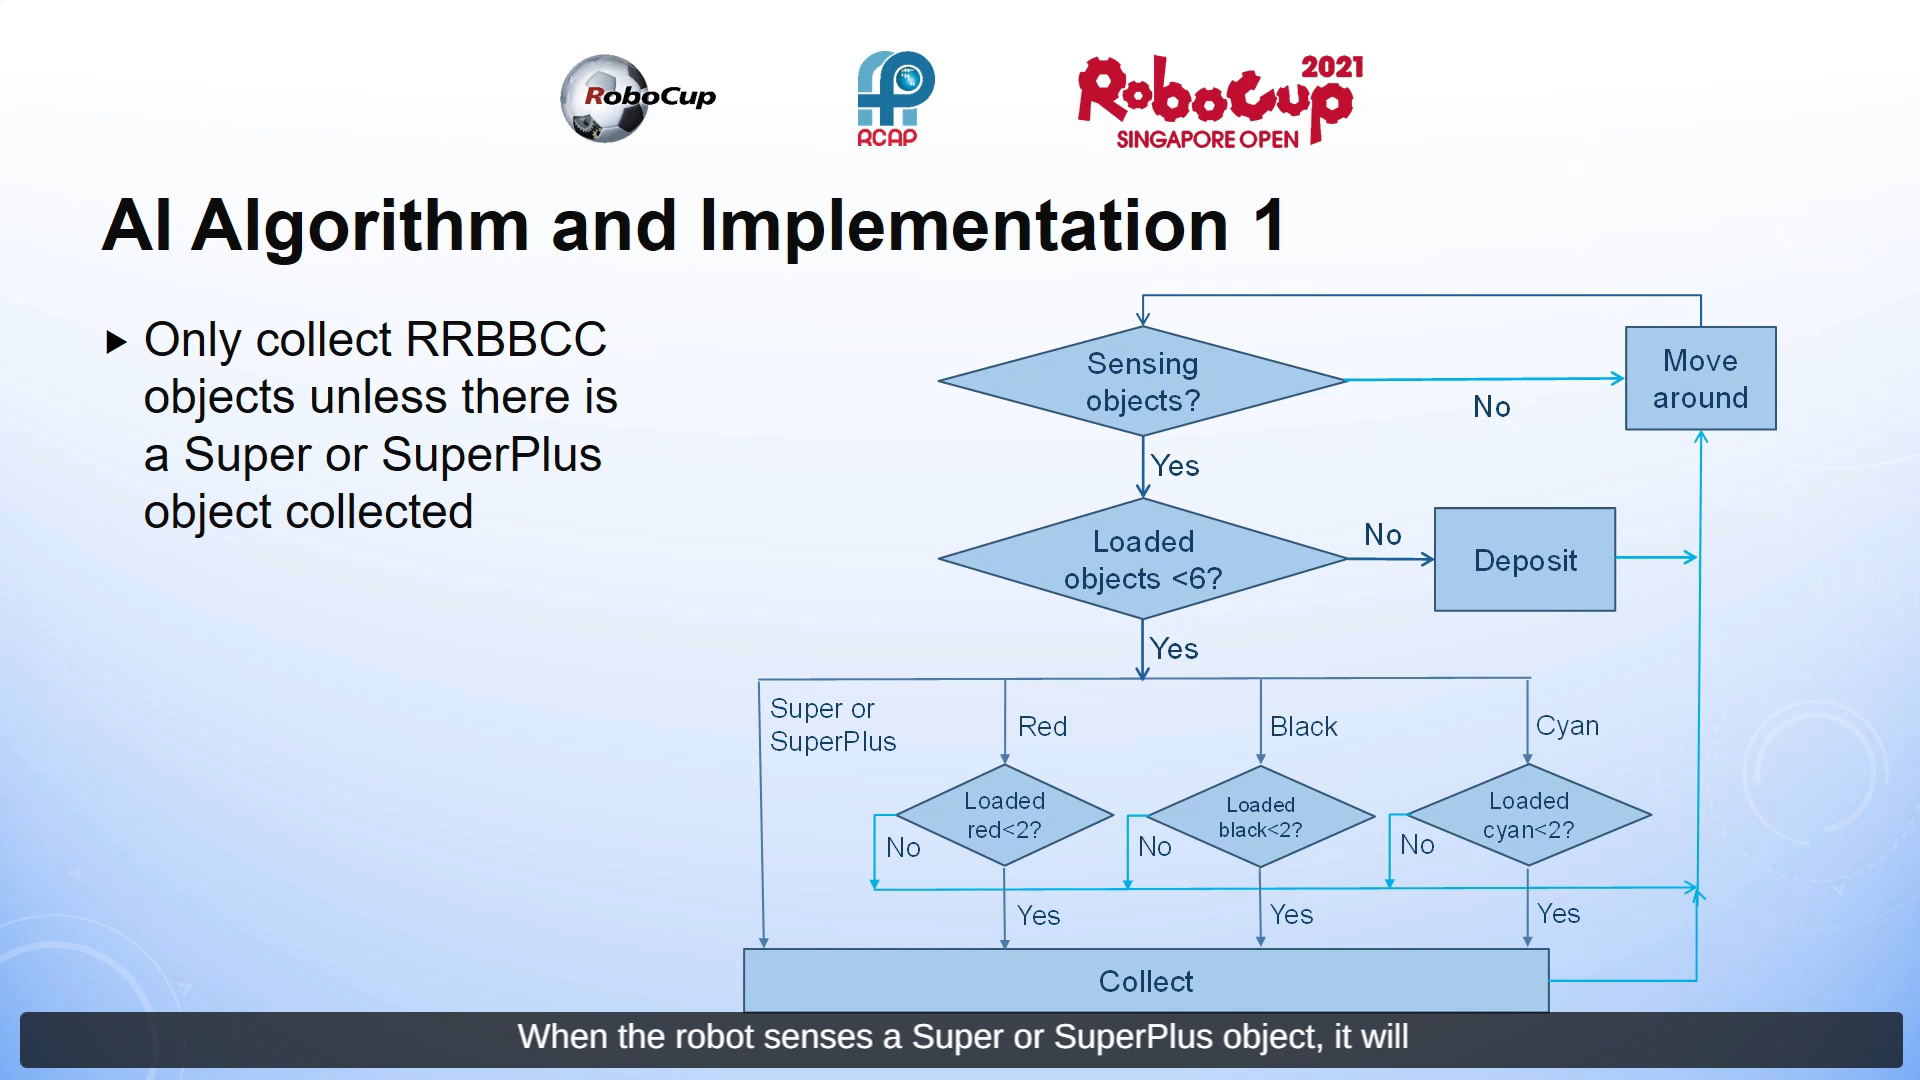 RoboCup
RCAP
RoboCup 2021
SINGAPORE OPEN
AI Algorithm and Implementation 1
Only collect RRBBCC
objects unless there is
a Super or SuperPlus
object collected
Sensing
objects?
No
Move
around
Yes
Loaded
objects <6?
No
Deposit
Yes
Super or
SuperPlus
Red
Black
Cyan
Loaded
red<2?
Loaded
black<2?
Loaded
cyan<2?
No
No
No
Yes
Yes
Yes
Collect
When the robot senses a Super or SuperPlus object, it will